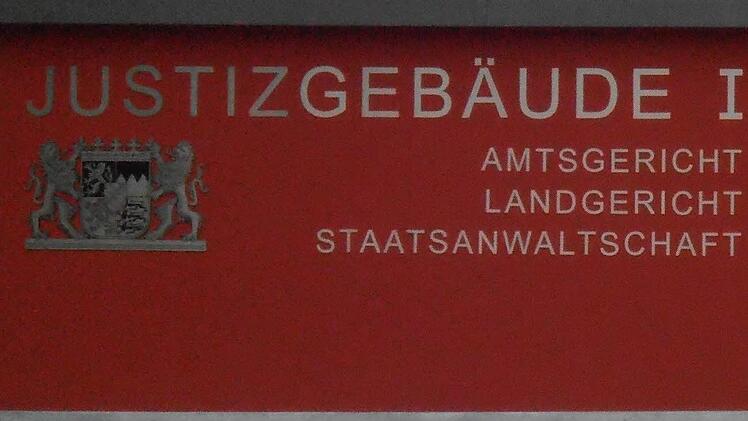 JUSTIZGEBÄUDE I
AMTSGERICHT
LANDGERICHT
STAATSANWALTSCHAFT